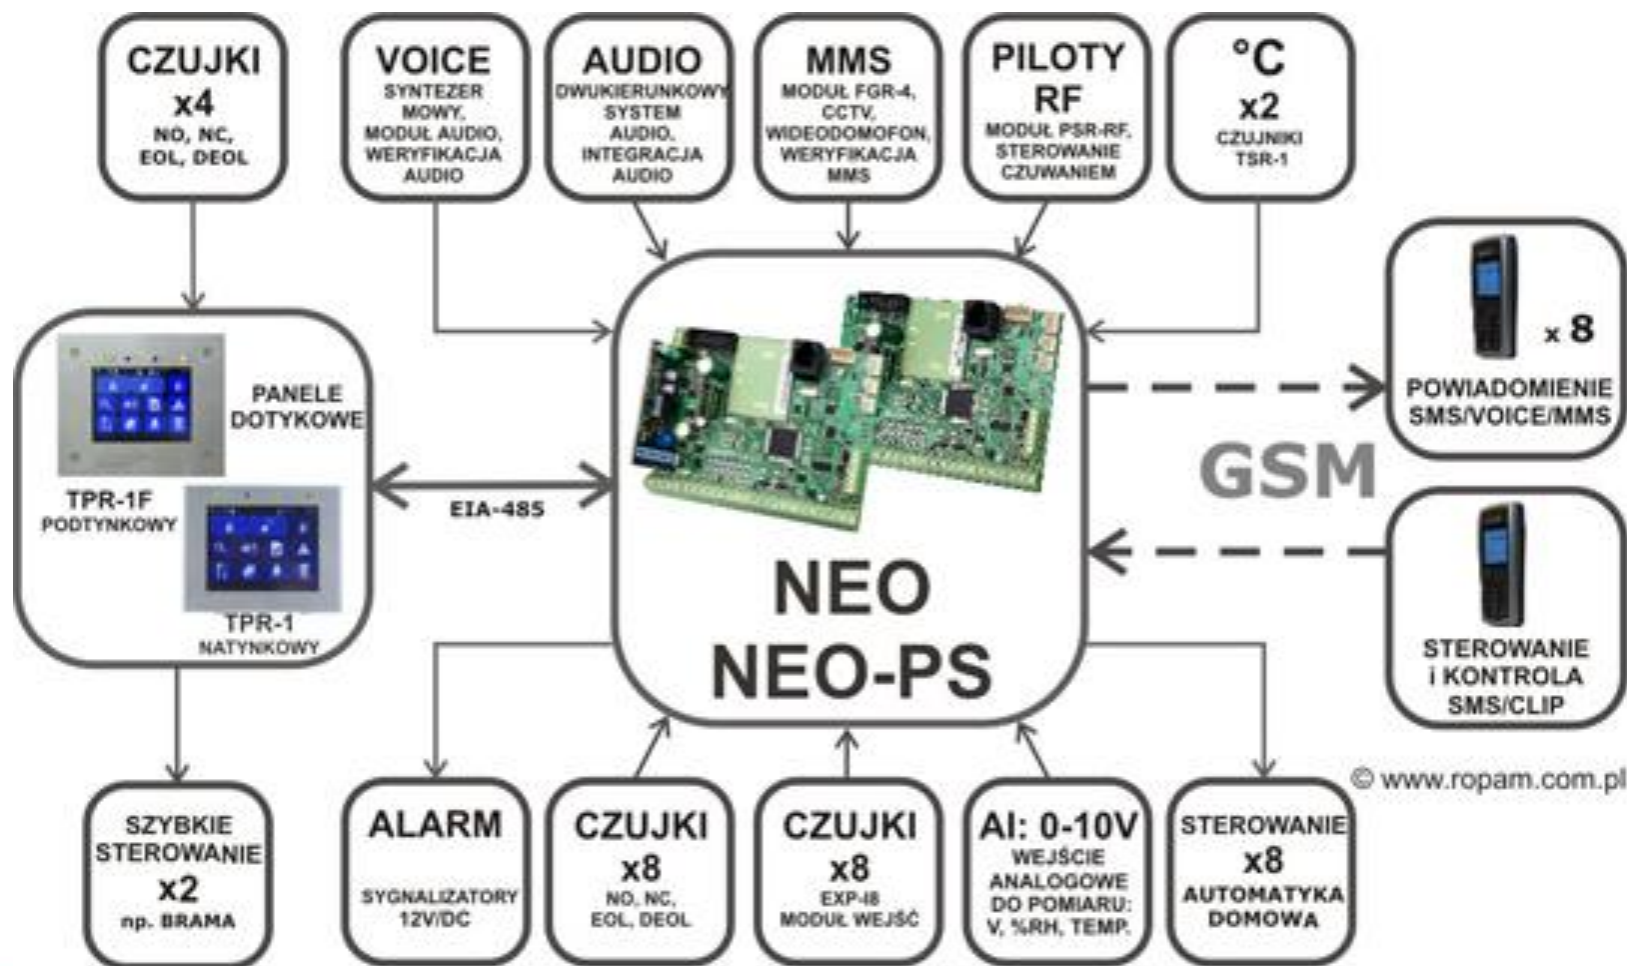 CZUJKI
x4
NO, NC,
EOL, DEOL
VOICE
SYNTEZER
MOWY,
MODUŁ AUDIO,
WERYFIKACJA
AUDIO
AUDIO
DWUKIERUNKOWY
SYSTEM
AUDIO,
INTEGRACJA
AUDIO
MMS
MODUŁ FGR-4,
CCTV,
WIDEODOMOFON,
WERYFIKACJA
MMS
PILOTY
RF
MODUŁ PSR-RF,
STEROWANIE
CZUWANIEM
°C
x2
CZUJNIKI
TSR-1
PANELE
DOTYKOWE
TPR-1F
PODTYNKOWY
TPR-1
NATYNKOWY
EIA-485
NEO
NEO-PS
GSM
x 8
POWIADOMIENIE
SMS/VOICE/MMS
STEROWANIE
i KONTROLA
SMS/CLIP
© www.ropam.com.pl
SZYBKIE
STEROWANIE
x2
np. BRAMA
ALARM
SYGNALIZATORY
12V/DC
CZUJKI
x8
NO, NC,
EOL, DEOL
CZUJKI
x8
EXP-I8
MODUŁ WEJŚĆ
AI: 0-10V
WEJŚCIE
ANALOGOWE
DO POMIARU:
V, %RH, TEMP.
STEROWANIE
x8
AUTOMATYKA
DOMOWA